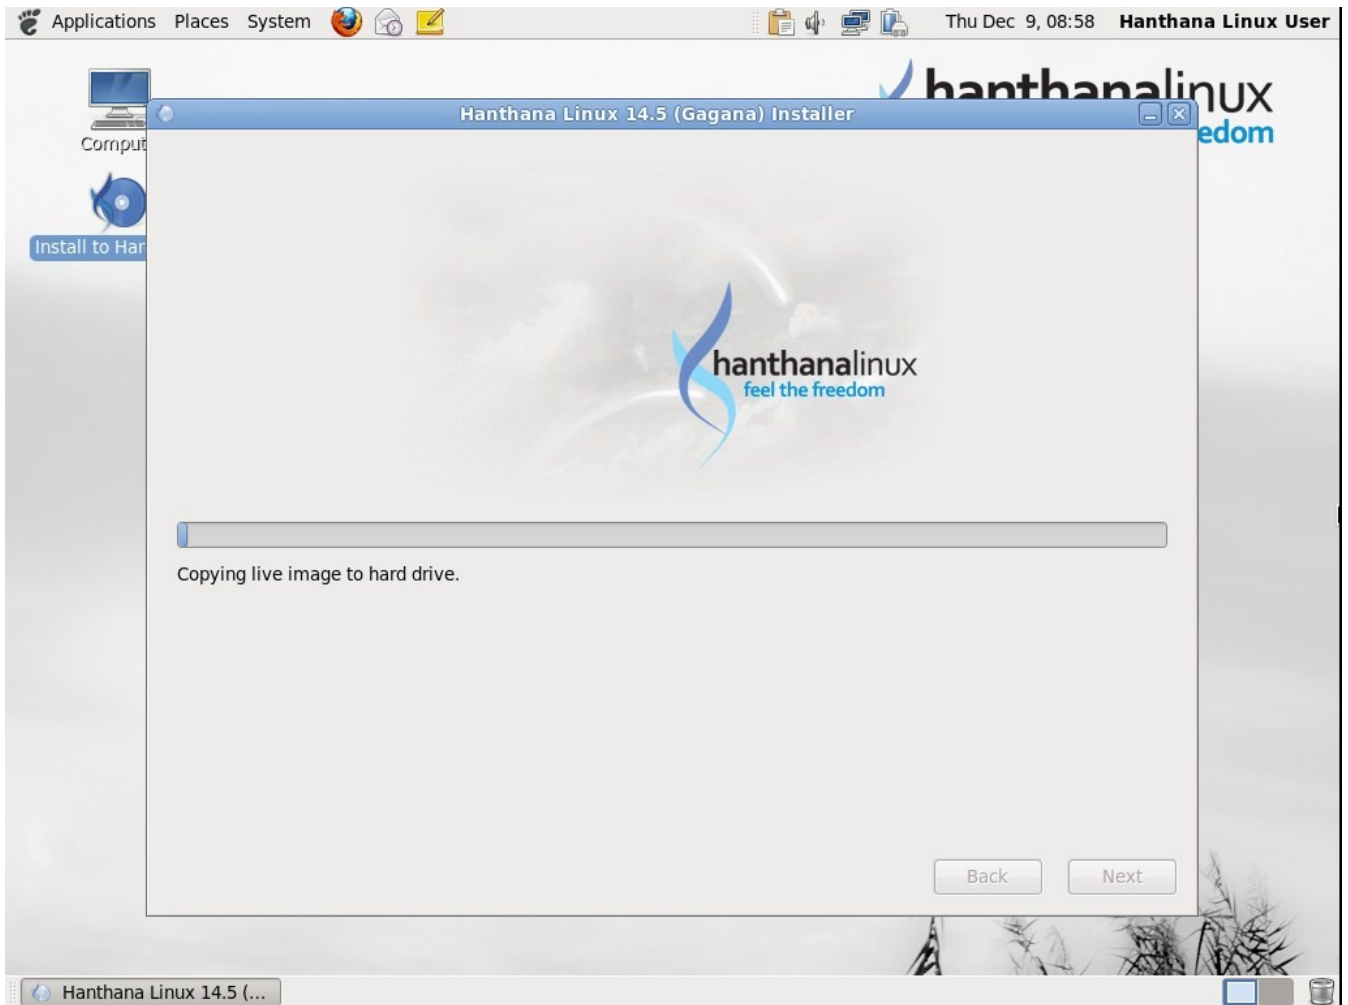 Applications Places System
Thu Dec 9, 08:58 Hanthana Linux User
hanthanalinux
edom
Comput
Install to Har
Hanthana Linux 14.5 (Gagana) Installer
hanthanalinux
feel the freedom
Copying live image to hard drive.
Back Next
Hanthana Linux 14.5 (...